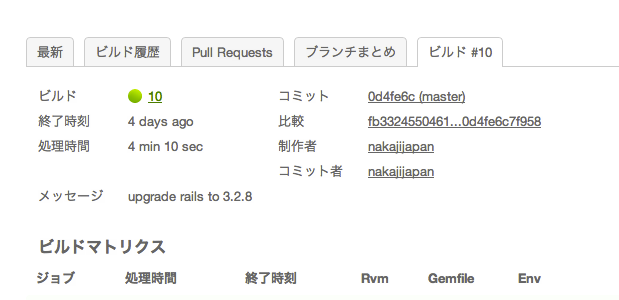 最新 ビルド履歴 Pull Requests ブランチまとめ ビルド #10
ビルド 10 コミット 0d4fe6c (master)
終了時刻 4 days ago 比較 fb3324550461...0d4fe6c7f958
処理時間 4 min 10 sec 制作者 nakajijapan
コミット者 nakajijapan
メッセージ upgrade rails to 3.2.8
ビルドマトリクス
ジョブ 処理時間 終了時刻 Rvm Gemfile Env